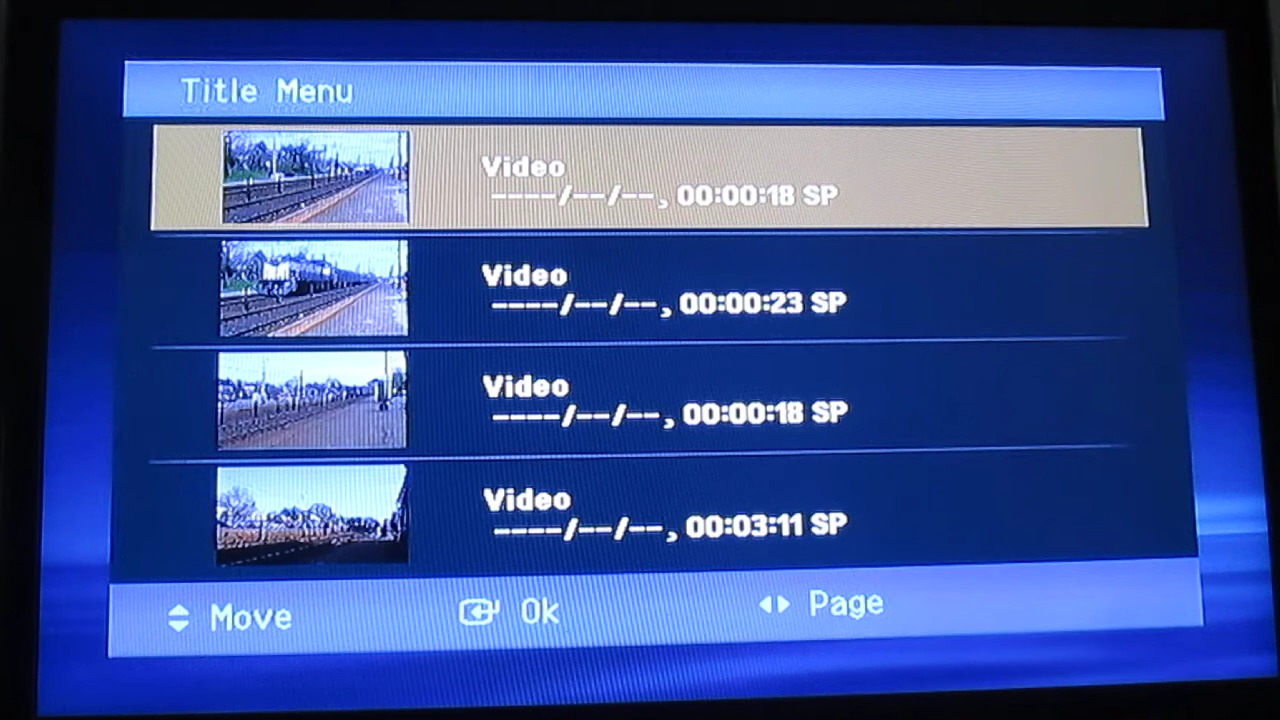 Title Menu
Video
----/--/--, 00:00:18 SP
Video
----/--/--, 00:00:23 SP
Video
----/--/--, 00:00:18 SP
Video
----/--/--, 00:03:11 SP
Move Ok Page